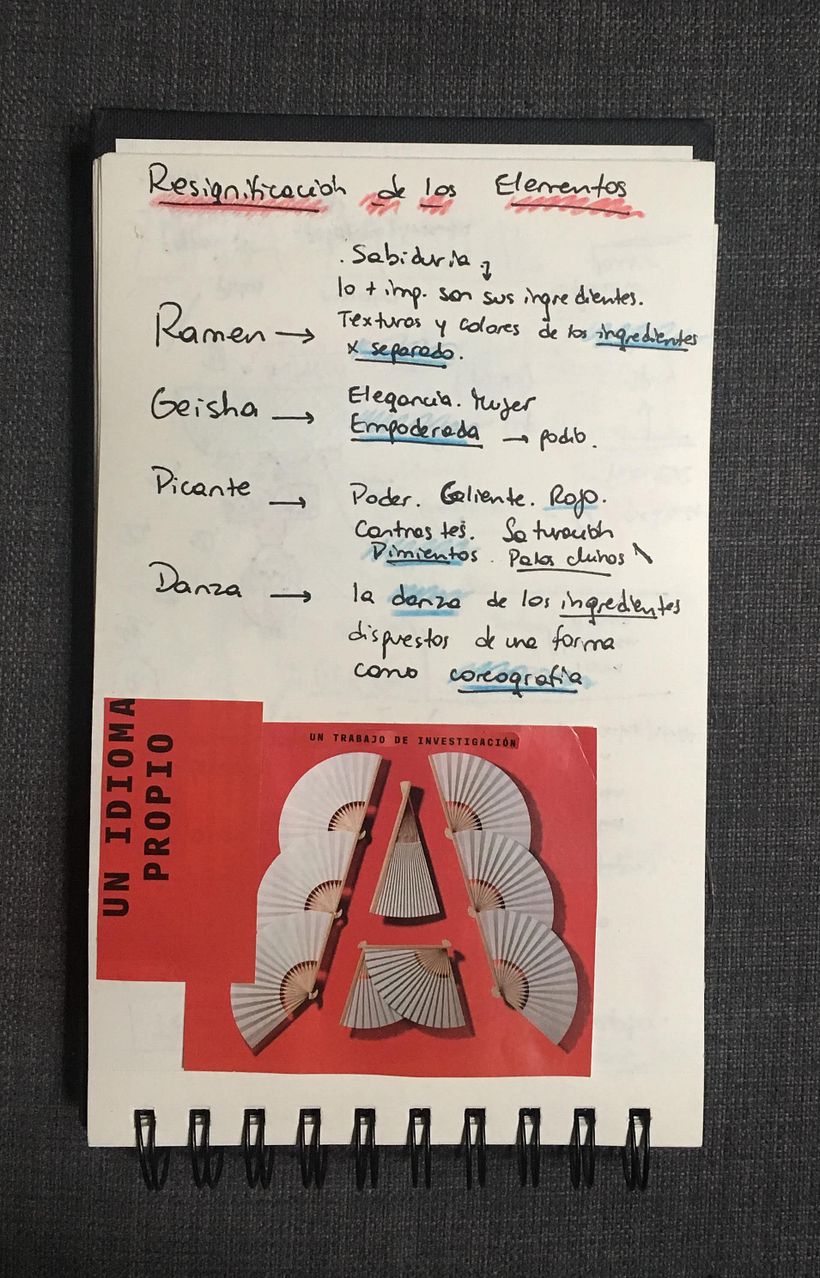 Resignificación de los Elementos
. Sabiduria
lo + imp. son sus ingredientes.
Ramen → Texturas y colores de los ingredientes
x separado.
Geisha → Elegancia. Mujer
Empoderada → podio.
Picante → Poder. Caliente. Rojo.
Contrastes. Saturación
Pimientos. Palos chinos
Danza → la danza de los ingredientes
dispuestos de una forma
como coreografia
UN IDIOMA
PROPIO
UN TRABAJO DE INVESTIGACIÓN